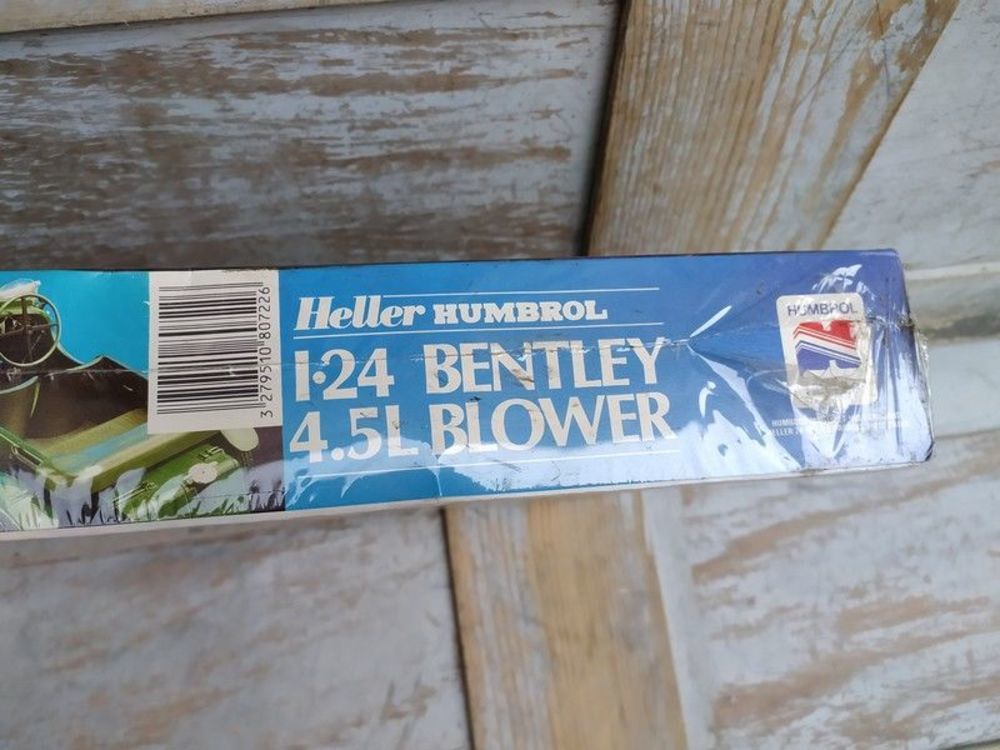 Heller HUMBROL
1·24 BENTLEY
4.5L BLOWER
3 279510 807226
HUMBROL